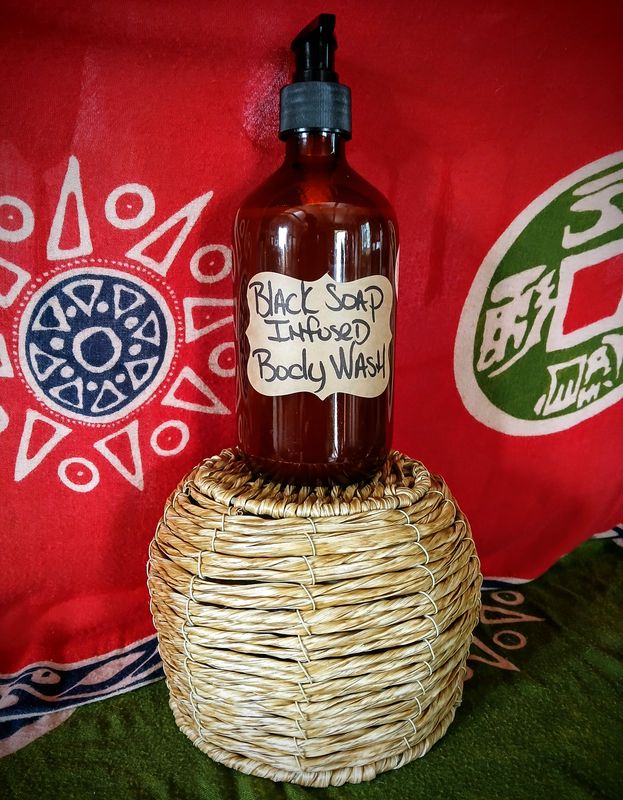 Black Soap
Infused
Body Wash